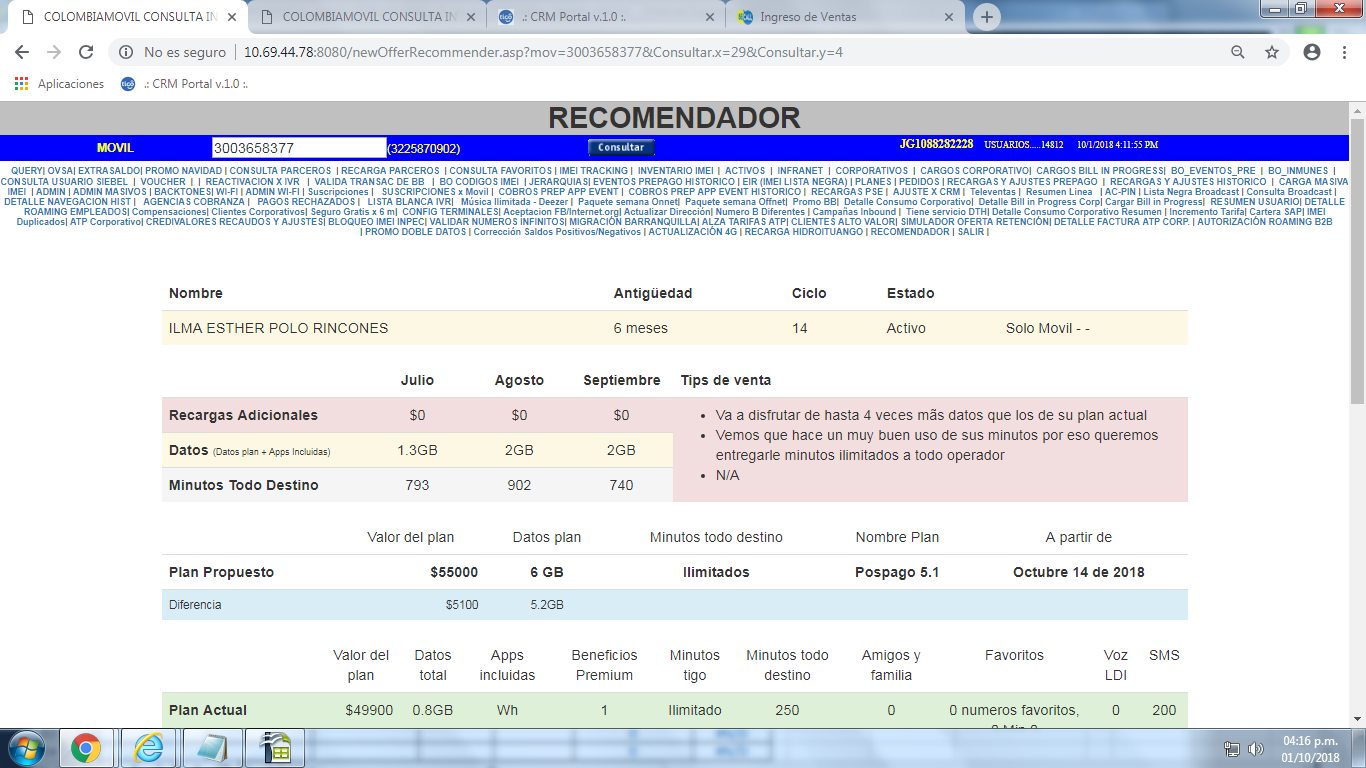 COLOMBIAMOVIL CONSULTA IN
COLOMBIAMOVIL CONSULTA IN
.: CRM Portal v.1.0 :.
Ingreso de Ventas
No es seguro | 10.69.44.78:8080/newOfferRecommender.asp?mov=3003658377&Consultar.x=29&Consultar.y=4
Aplicaciones .: CRM Portal v.1.0 :.
RECOMENDADOR
MOVIL 3003658377 (3225870902) Consultar JG1088282228 USUARIOS.....14812 10/1/2018 4:11:55 PM
QUERY| OVSA| EXTRASALDO| PROMO NAVIDAD | CONSULTA PARCEROS | RECARGA PARCEROS | CONSULTA FAVORITOS | IMEI TRACKING | INVENTARIO IMEI | ACTIVOS | INFRANET | CORPORATIVOS | CARGOS CORPORATIVO| CARGOS BILL IN PROGRESS| BO_EVENTOS_PRE | BO_INMUNES |
CONSULTA USUARIO SIEBEL | VOUCHER | | REACTIVACION X IVR | VALIDA TRANSAC DE BB | BO CODIGOS IMEI | JERARQUIAS| EVENTOS PREPAGO HISTORICO | EIR (IMEI LISTA NEGRA) | PLANES | PEDIDOS | RECARGAS Y AJUSTES PREPAGO | RECARGAS Y AJUSTES HISTORICO | CARGA MASIVA
IMEI | ADMIN | ADMIN MASIVOS | BACKTONES| WI-FI | ADMIN WI-FI | Suscripciones | SUSCRIPCIONES x Movil | COBROS PREP APP EVENT | COBROS PREP APP EVENT HISTORICO | RECARGAS PSE | AJUSTE X CRM | Televentas | Resumen Linea | AC-PIN | Lista Negra Broadcast | Consulta Broadcast |
DETALLE NAVEGACION HIST | AGENCIAS COBRANZA | PAGOS RECHAZADOS | LISTA BLANCA IVR| Música Ilimitada - Deezer | Paquete semana Onnet| Paquete semana Offnet| Promo BB| Detalle Consumo Corporativo| Detalle Bill in Progress Corp| Cargar Bill in Progress| RESUMEN USUARIO| DETALLE
ROAMING EMPLEADOS| Compensaciones| Clientes Corporativos| Seguro Gratis x 6 m| CONFIG TERMINALES| Aceptacion FB/Internet.org| Actualizar Dirección| Numero B Diferentes | Campañas Inbound | Tiene servicio DTH| Detalle Consumo Corporativo Resumen | Incremento Tarifa| Cartera SAP| IMEI
Duplicados| ATP Corporativo| CREDIVALORES RECAUDOS Y AJUSTES| BLOQUEO IMEI INPEC| VALIDAR NUMEROS INFINITOS| MIGRACIÓN BARRANQUILLA| ALZA TARIFAS ATP| CLIENTES ALTO VALOR| SIMULADOR OFERTA RETENCIÓN| DETALLE FACTURA ATP CORP. | AUTORIZACIÓN ROAMING B2B
| PROMO DOBLE DATOS | Corrección Saldos Positivos/Negativos | ACTUALIZACIÓN 4G | RECARGA HIDROITUANGO | RECOMENDADOR | SALIR |
Nombre Antigüedad Ciclo Estado
ILMA ESTHER POLO RINCONES 6 meses 14 Activo Solo Movil - -
Julio Agosto Septiembre Tips de venta
Recargas Adicionales $0 $0 $0
Datos (Datos plan + Apps Incluidas) 1.3GB 2GB 2GB
Minutos Todo Destino 793 902 740
• Va a disfrutar de hasta 4 veces mãs datos que los de su plan actual
• Vemos que hace un muy buen uso de sus minutos por eso queremos
entregarle minutos ilimitados a todo operador
• N/A
Valor del plan Datos plan Minutos todo destino Nombre Plan A partir de
Plan Propuesto $55000 6 GB Ilimitados Pospago 5.1 Octubre 14 de 2018
Diferencia $5100 5.2GB
Valor del plan Datos total Apps incluidas Beneficios Premium Minutos tigo Minutos todo destino Amigos y familia Favoritos Voz LDI SMS
Plan Actual $49900 0.8GB Wh 1 Ilimitado 250 0 0 numeros favoritos, 0 200
04:16 p.m.
01/10/2018